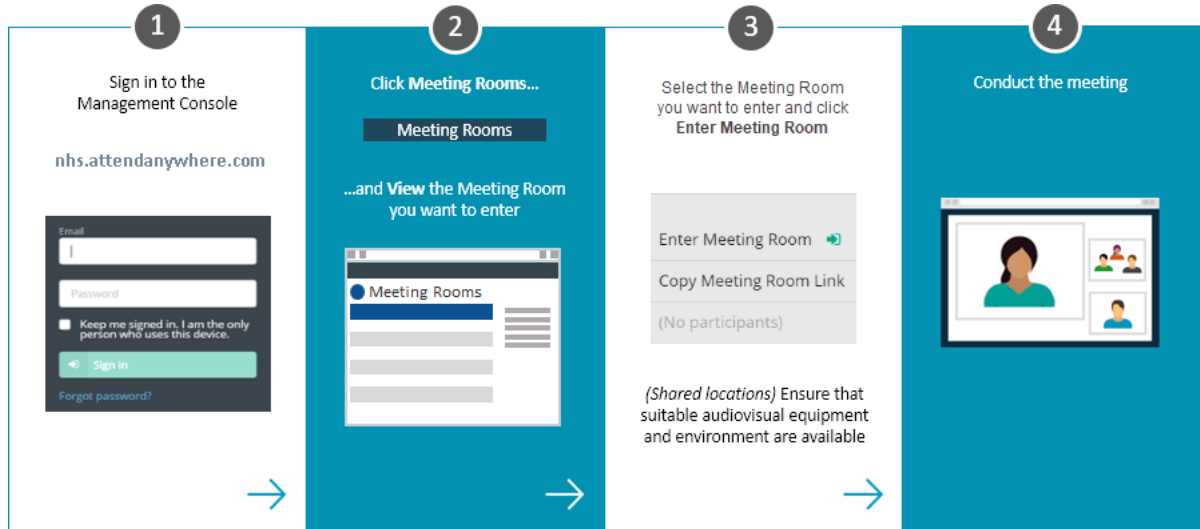 1
Sign in to the
Management Console
nhs.attendanywhere.com
Email
Password
Keep me signed in. I am the only
person who uses this device.
Sign in
Forgot password?
2
Click Meeting Rooms...
Meeting Rooms
...and View the Meeting Room
you want to enter
Meeting Rooms
3
Select the Meeting Room
you want to enter and click
Enter Meeting Room
Enter Meeting Room
Copy Meeting Room Link
(No participants)
(Shared locations) Ensure that
suitable audiovisual equipment
and environment are available
4
Conduct the meeting